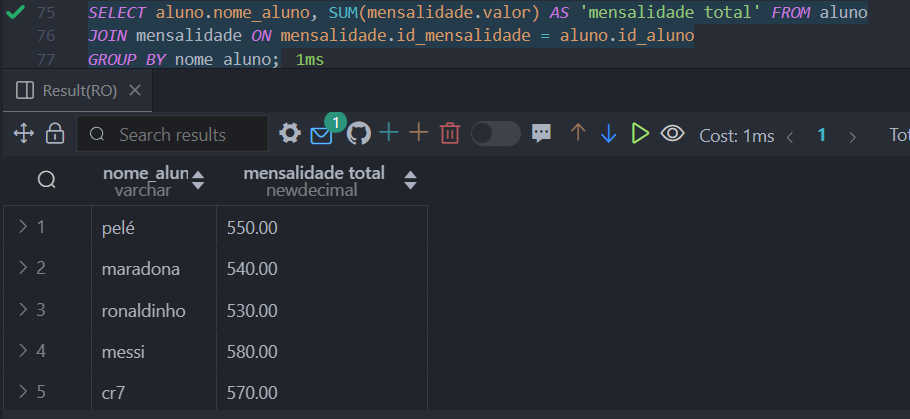 75 SELECT aluno.nome_aluno, SUM(mensalidade.valor) AS 'mensalidade total' FROM aluno
76 JOIN mensalidade ON mensalidade.id_mensalidade = aluno.id_aluno
77 GROUP BY nome_aluno; 1ms
Result(RO)
Search results 1 Cost: 1ms 1 Tot
nome_alun mensalidade total
varchar newdecimal
1 pelé 550.00
2 maradona 540.00
3 ronaldinho 530.00
4 messi 580.00
5 cr7 570.00